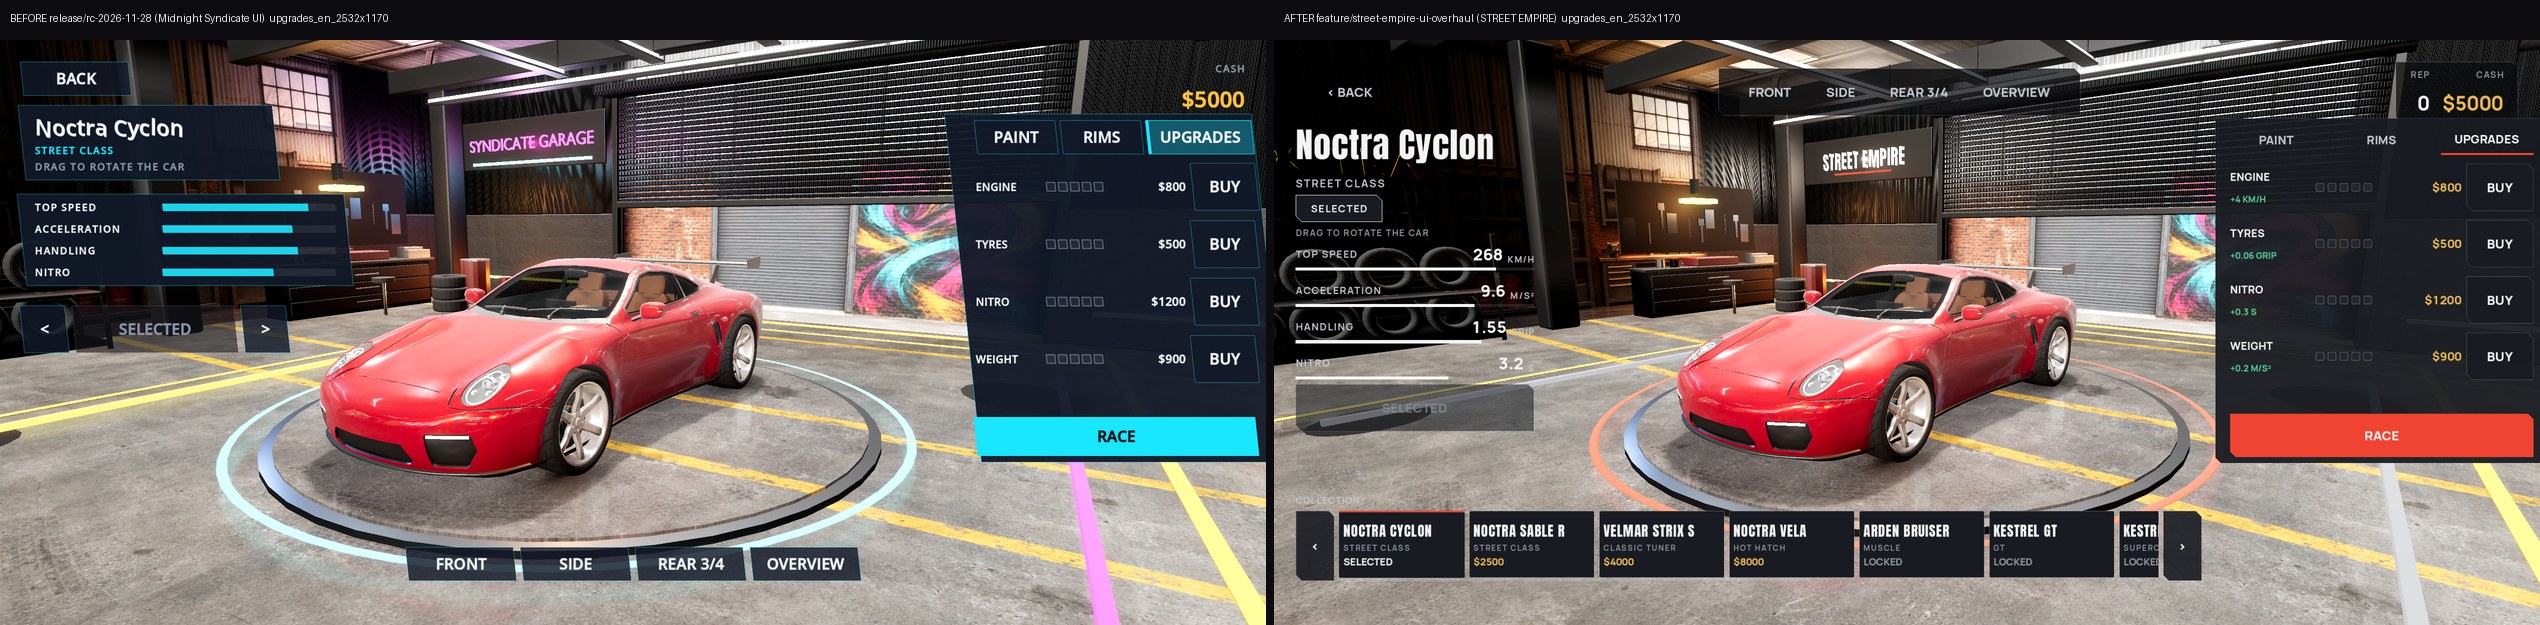 BEFORE release/rc-2026-11-28 (Midnight Syndicate UI) upgrades_en_2532x1170
BACK
Noctra Cyclon
STREET CLASS
DRAG TO ROTATE THE CAR
TOP SPEED
ACCELERATION
HANDLING
NITRO
< SELECTED >
SYNDICATE GARAGE
CASH
$5000
PAINT RIMS UPGRADES
ENGINE $800 BUY
TYRES $500 BUY
NITRO $1200 BUY
WEIGHT $900 BUY
RACE
FRONT SIDE REAR 3/4 OVERVIEW
AFTER feature/street-empire-ui-overhaul (STREET EMPIRE) upgrades_en_2532x1170
‹ BACK
FRONT SIDE REAR 3/4 OVERVIEW
REP CASH
0 $5000
Noctra Cyclon
STREET CLASS
SELECTED
DRAG TO ROTATE THE CAR
TOP SPEED 268 KM/H
ACCELERATION 9.6 M/S²
HANDLING 1.55 GRIP
NITRO 3.2 S
SELECTED
STREET EMPIRE
PAINT RIMS UPGRADES
ENGINE $800 BUY
+4 KM/H
TYRES $500 BUY
+0.06 GRIP
NITRO $1200 BUY
+0.3 S
WEIGHT $900 BUY
+0.2 M/S²
RACE
COLLECTION
‹
NOCTRA CYCLON
STREET CLASS
SELECTED
NOCTRA SABLE R
STREET CLASS
$2500
VELMAR STRIX S
CLASSIC TUNER
$4000
NOCTRA VELA
HOT HATCH
$8000
ARDEN BRUISER
MUSCLE
LOCKED
KESTREL GT
GT
LOCKED
KESTR
SUPERC
LOCKED
›